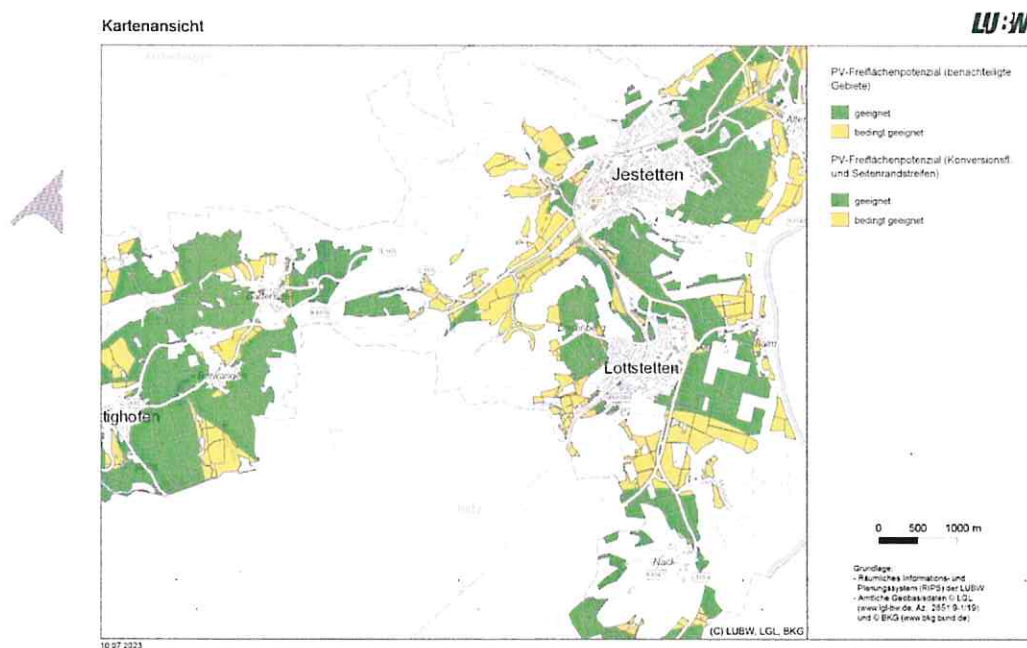 Kartenansicht
LUBW
PV-Freiflächenpotenzial (benachteiligte
Gebiete)
geeignet
bedingt geeignet
PV-Freiflächenpotenzial (Konversionsfl.
und Seitenrandstreifen)
geeignet
bedingt geeignet
Jestetten
Lottstetten
tighofen
Nack
0 500 1000 m
Grundlage:
- Räumliches Informations- und
Planungssystem (RIPS) der LUBW
- Amtliche Geobasisdaten © LGL
(www.lgl-bw.de, Az. 2851.9-1/19)
und © BKG (www.bkg.bund.de)
(C) LUBW, LGL, BKG
10.07.2023